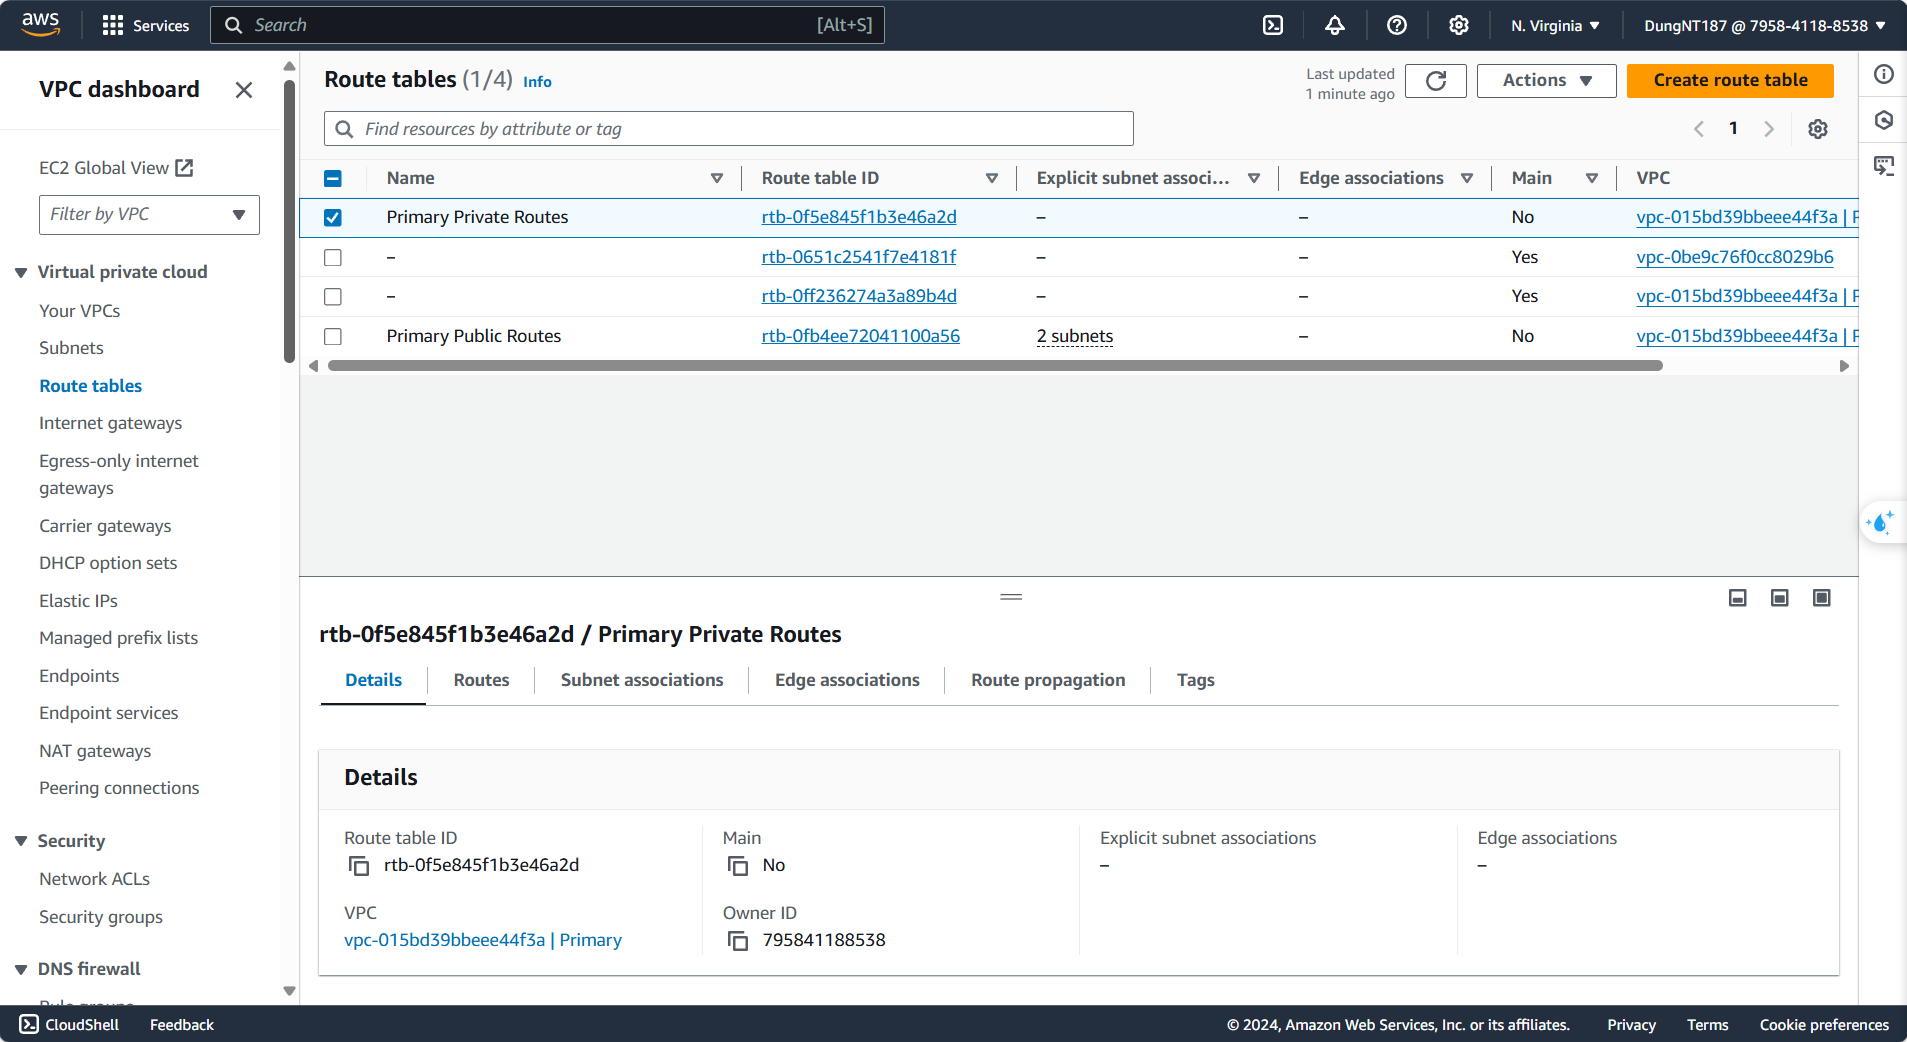 aws
Services
Search
[Alt+S]
N. Virginia
DungNT187 @ 7958-4118-8538
VPC dashboard
EC2 Global View
Filter by VPC
Virtual private cloud
Your VPCs
Subnets
Route tables
Internet gateways
Egress-only internet
gateways
Carrier gateways
DHCP option sets
Elastic IPs
Managed prefix lists
Endpoints
Endpoint services
NAT gateways
Peering connections
Security
Network ACLs
Security groups
DNS firewall
Rule groups
Route tables (1/4) Info
Last updated
1 minute ago
Actions
Create route table
Find resources by attribute or tag
1
Name Route table ID Explicit subnet associ... Edge associations Main VPC
Primary Private Routes rtb-0f5e845f1b3e46a2d – – No vpc-015bd39bbeee44f3a |
– rtb-0651c2541f7e4181f – – Yes vpc-0be9c76f0cc8029b6
– rtb-0ff236274a3a89b4d – – Yes vpc-015bd39bbeee44f3a |
Primary Public Routes rtb-0fb4ee72041100a56 2 subnets – No vpc-015bd39bbeee44f3a |
rtb-0f5e845f1b3e46a2d / Primary Private Routes
Details Routes Subnet associations Edge associations Route propagation Tags
Details
Route table ID
rtb-0f5e845f1b3e46a2d
Main
No
Explicit subnet associations
–
Edge associations
–
VPC
vpc-015bd39bbeee44f3a | Primary
Owner ID
795841188538
CloudShell Feedback
© 2024, Amazon Web Services, Inc. or its affiliates. Privacy Terms Cookie preferences